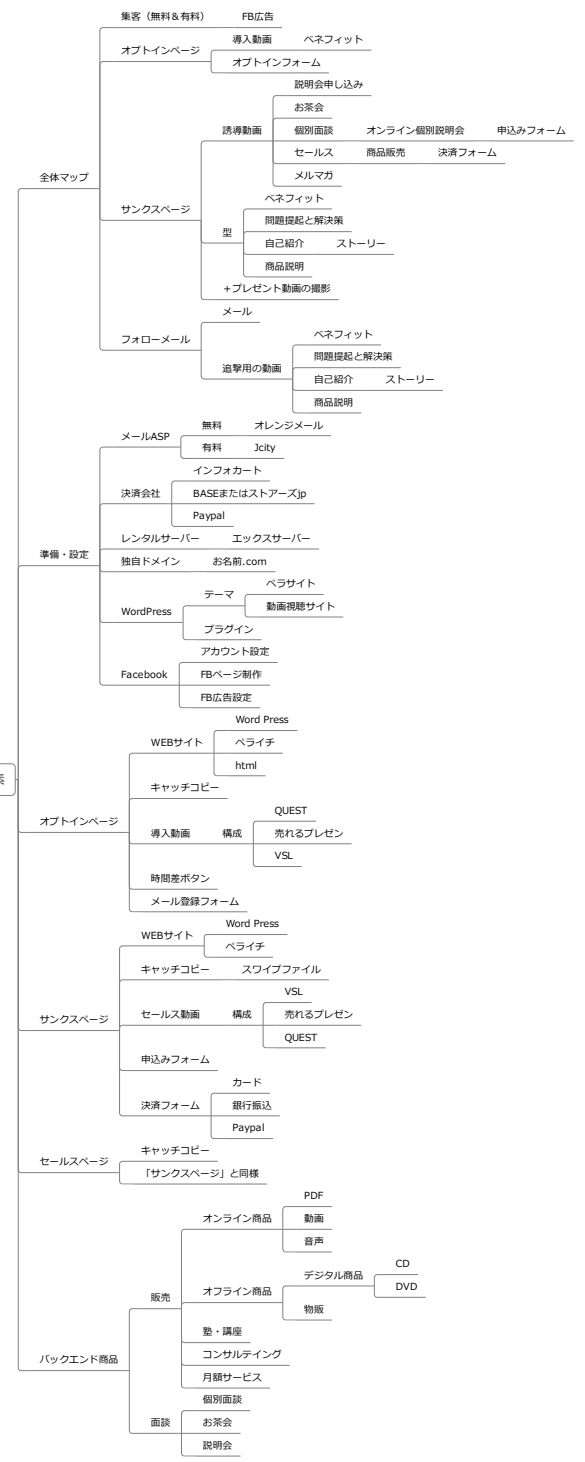 集客（無料＆有料） FB広告
導入動画 ベネフィット
オプトインページ
オプトインフォーム
説明会申し込み
お茶会
誘導動画 個別面談 オンライン個別説明会 申込みフォーム
セールス 商品販売 決済フォーム
メルマガ
全体マップ
サンクスページ
ベネフィット
問題提起と解決策
型 自己紹介 ストーリー
商品説明
＋プレゼント動画の撮影
メール
フォローメール
ベネフィット
問題提起と解決策
追撃用の動画 自己紹介 ストーリー
商品説明
無料 オレンジメール
メールASP
有料 Jcity
インフォカート
決済会社 BASEまたはストアーズjp
Paypal
レンタルサーバー エックスサーバー
準備・設定
独自ドメイン お名前.com
ペラサイト
テーマ
動画視聴サイト
WordPress
プラグイン
アカウント設定
Facebook FBページ制作
FB広告設定
Word Press
WEBサイト ペライチ
html
素
キャッチコピー
オプトインページ
QUEST
導入動画 構成 売れるプレゼン
VSL
時間差ボタン
メール登録フォーム
Word Press
WEBサイト
ペライチ
キャッチコピー スワイプファイル
VSL
サンクスページ
セールス動画 構成 売れるプレゼン
QUEST
申込みフォーム
カード
決済フォーム 銀行振込
Paypal
キャッチコピー
セールスページ
「サンクスページ」と同様
PDF
オンライン商品 動画
音声
CD
デジタル商品
DVD
オフライン商品
販売
物販
塾・講座
コンサルテイング
バックエンド商品
月額サービス
個別面談
面談 お茶会
説明会